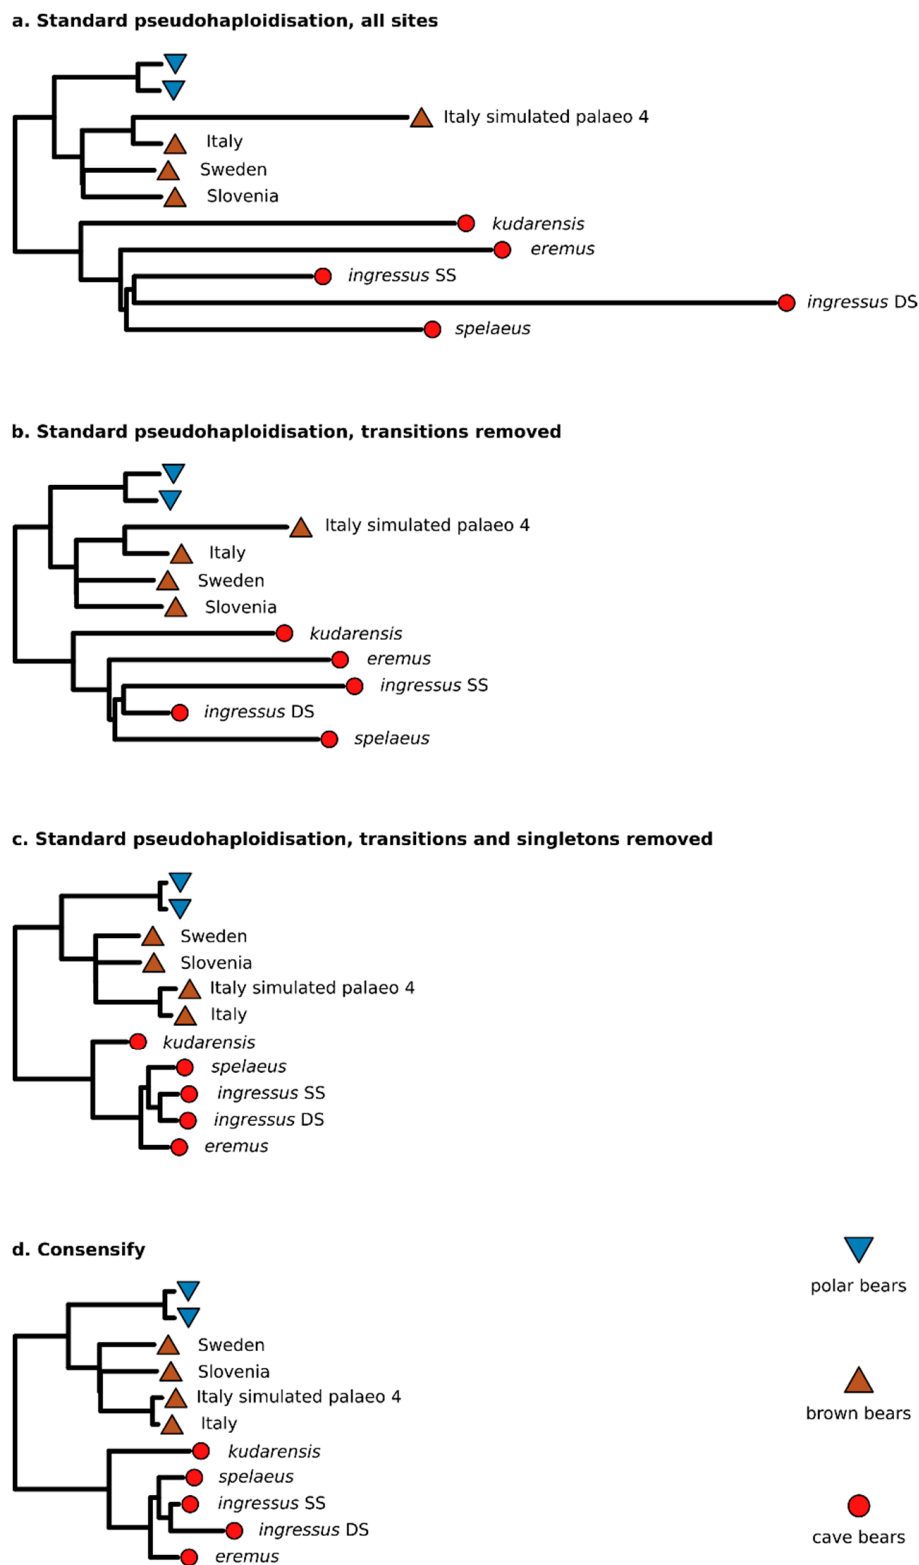 a. Standard pseudohaploidisation, all sites
Italy simulated palaeo 4
Italy
Sweden
Slovenia
kudarensis
eremus
ingressus SS
ingressus DS
spelaeus
b. Standard pseudohaploidisation, transitions removed
Italy simulated palaeo 4
Italy
Sweden
Slovenia
kudarensis
eremus
ingressus SS
ingressus DS
spelaeus
c. Standard pseudohaploidisation, transitions and singletons removed
Sweden
Slovenia
Italy simulated palaeo 4
Italy
kudarensis
spelaeus
ingressus SS
ingressus DS
eremus
d. Consensify
Sweden
Slovenia
Italy simulated palaeo 4
Italy
kudarensis
spelaeus
ingressus SS
ingressus DS
eremus
polar bears
brown bears
cave bears